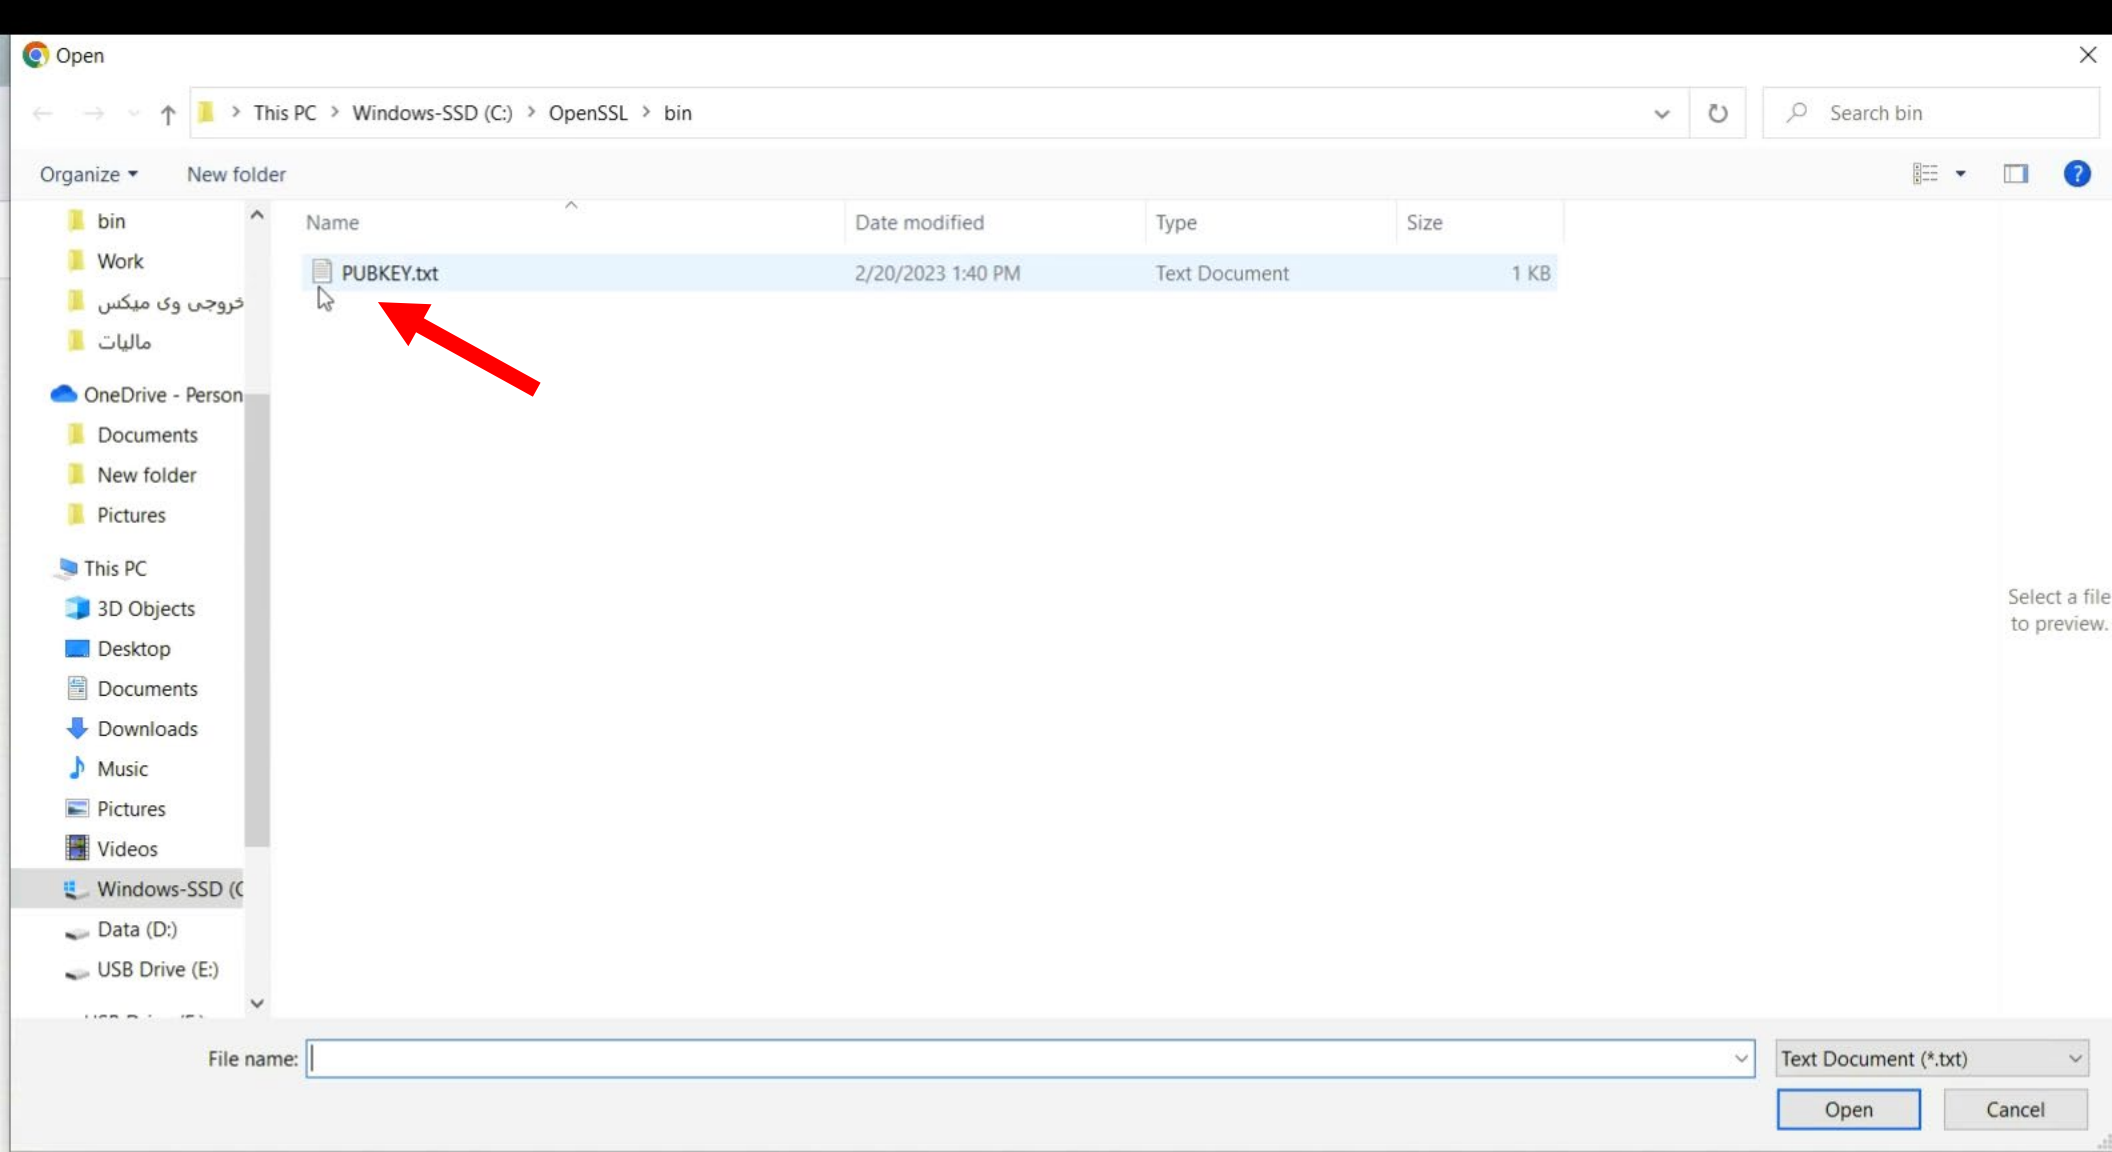 Open
This PC > Windows-SSD (C:) > OpenSSL > bin
Search bin
Organize
New folder
Name
Date modified
Type
Size
PUBKEY.txt
2/20/2023 1:40 PM
Text Document
1 KB
bin
Work
خروجی وی میکس
مالیات
OneDrive - Person
Documents
New folder
Pictures
This PC
3D Objects
Desktop
Documents
Downloads
Music
Pictures
Videos
Windows-SSD (C
Data (D:)
USB Drive (E:)
Select a file
to preview.
File name:
Text Document (*.txt)
Open
Cancel